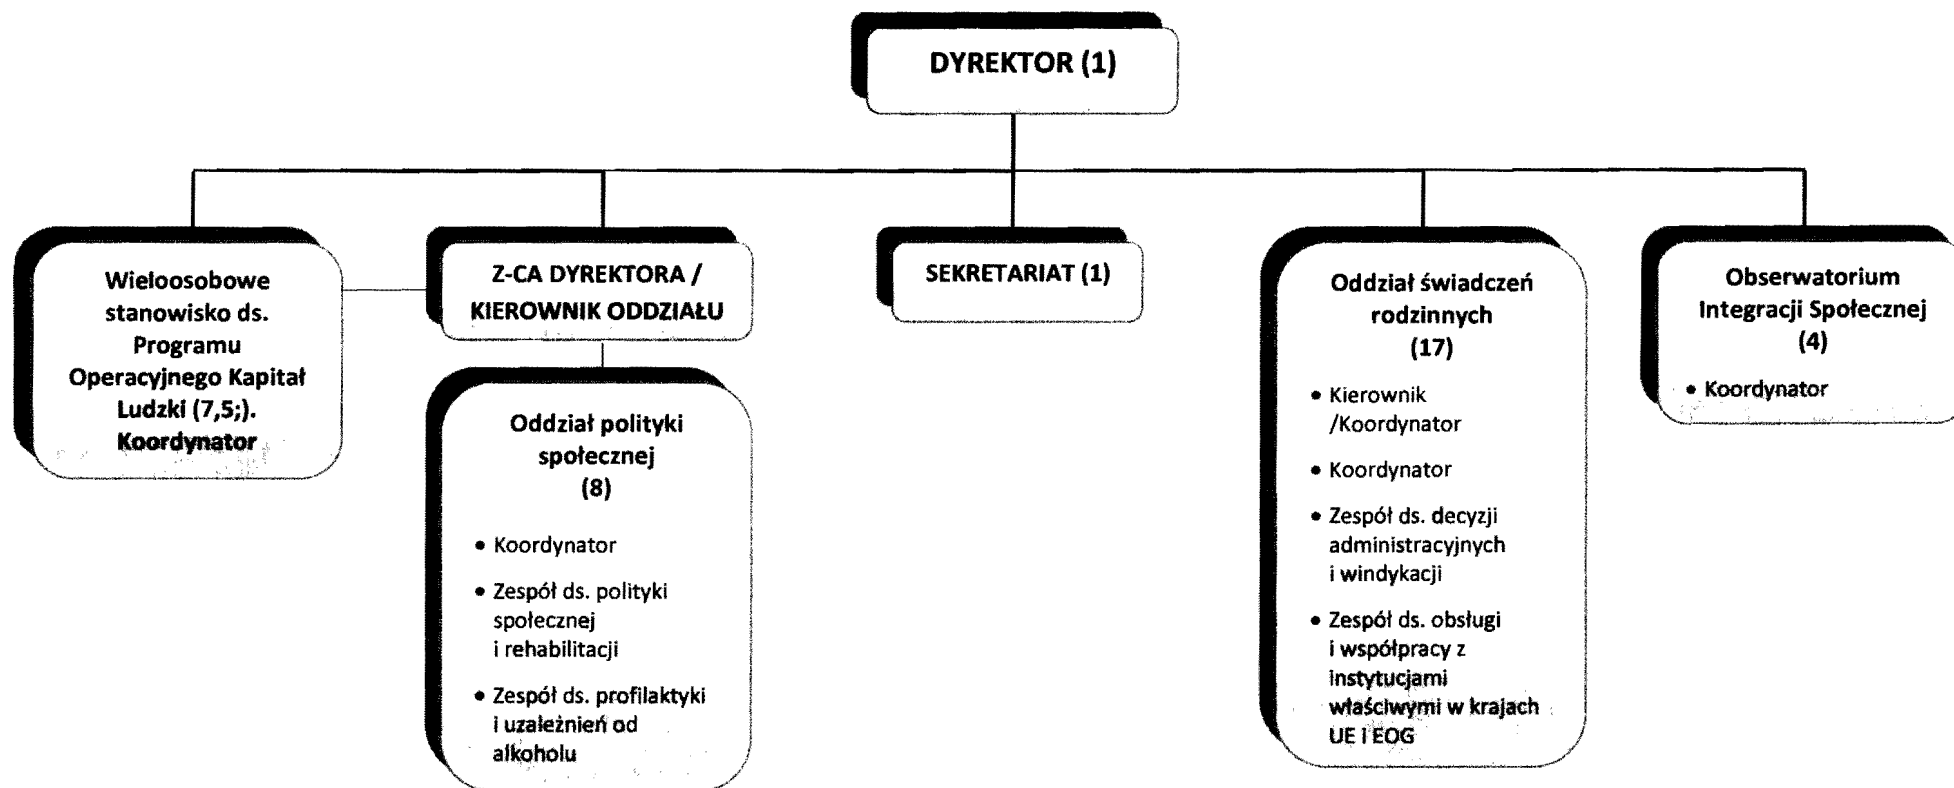 DYREKTOR (1)
Wieloosobowe
stanowisko ds.
Programu
Operacyjnego Kapitał
Ludzki (7,5;).
Koordynator
Z-CA DYREKTORA /
KIEROWNIK ODDZIAŁU
Oddział polityki
społecznej
(8)
• Koordynator
• Zespół ds. polityki
społecznej
i rehabilitacji
• Zespół ds. profilaktyki
i uzależnień od
alkoholu
SEKRETARIAT (1)
Oddział świadczeń
rodzinnych
(17)
• Kierownik
/Koordynator
• Koordynator
• Zespół ds. decyzji
administracyjnych
i windykacji
• Zespół ds. obsługi
i współpracy z
instytucjami
właściwymi w krajach
UE i EOG
Obserwatorium
Integracji Społecznej
(4)
• Koordynator